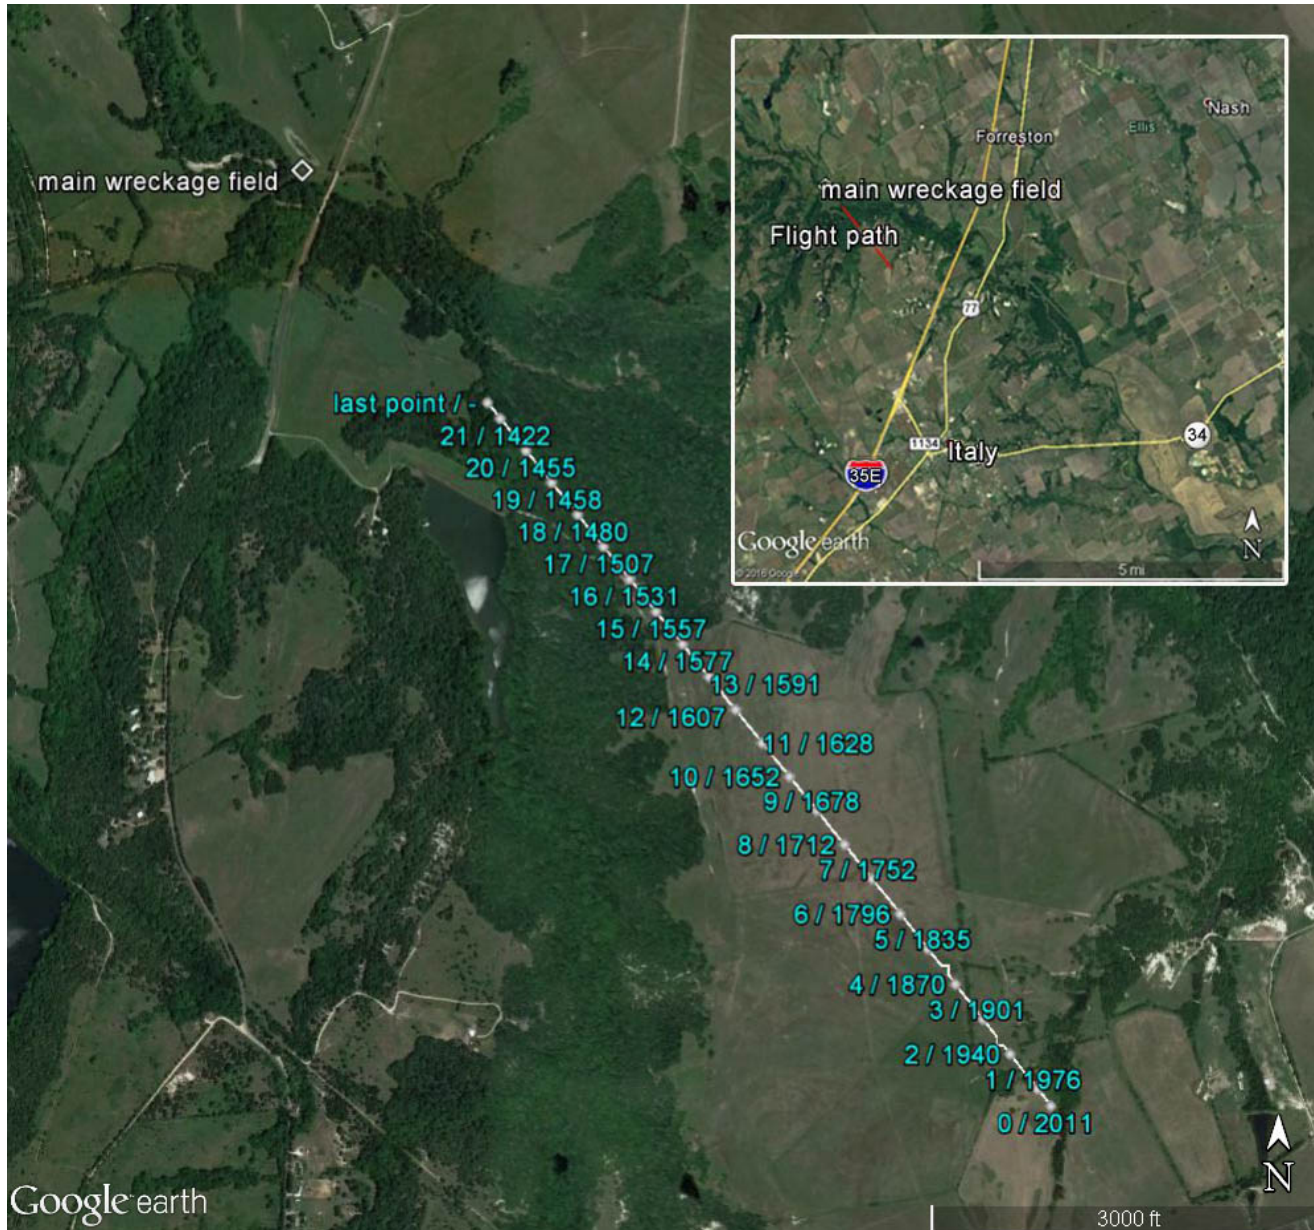 Nash
Forreston
Ellis
main wreckage field
Flight path
77
1134
Italy
34
35E
Google earth
© 2016 Google
5 mi
N
main wreckage field
last point / -
21 / 1422
20 / 1455
19 / 1458
18 / 1480
17 / 1507
16 / 1531
15 / 1557
14 / 1577
13 / 1591
12 / 1607
11 / 1628
10 / 1652
9 / 1678
8 / 1712
7 / 1752
6 / 1796
5 / 1835
4 / 1870
3 / 1901
2 / 1940
1 / 1976
0 / 2011
N
Google earth
3000 ft